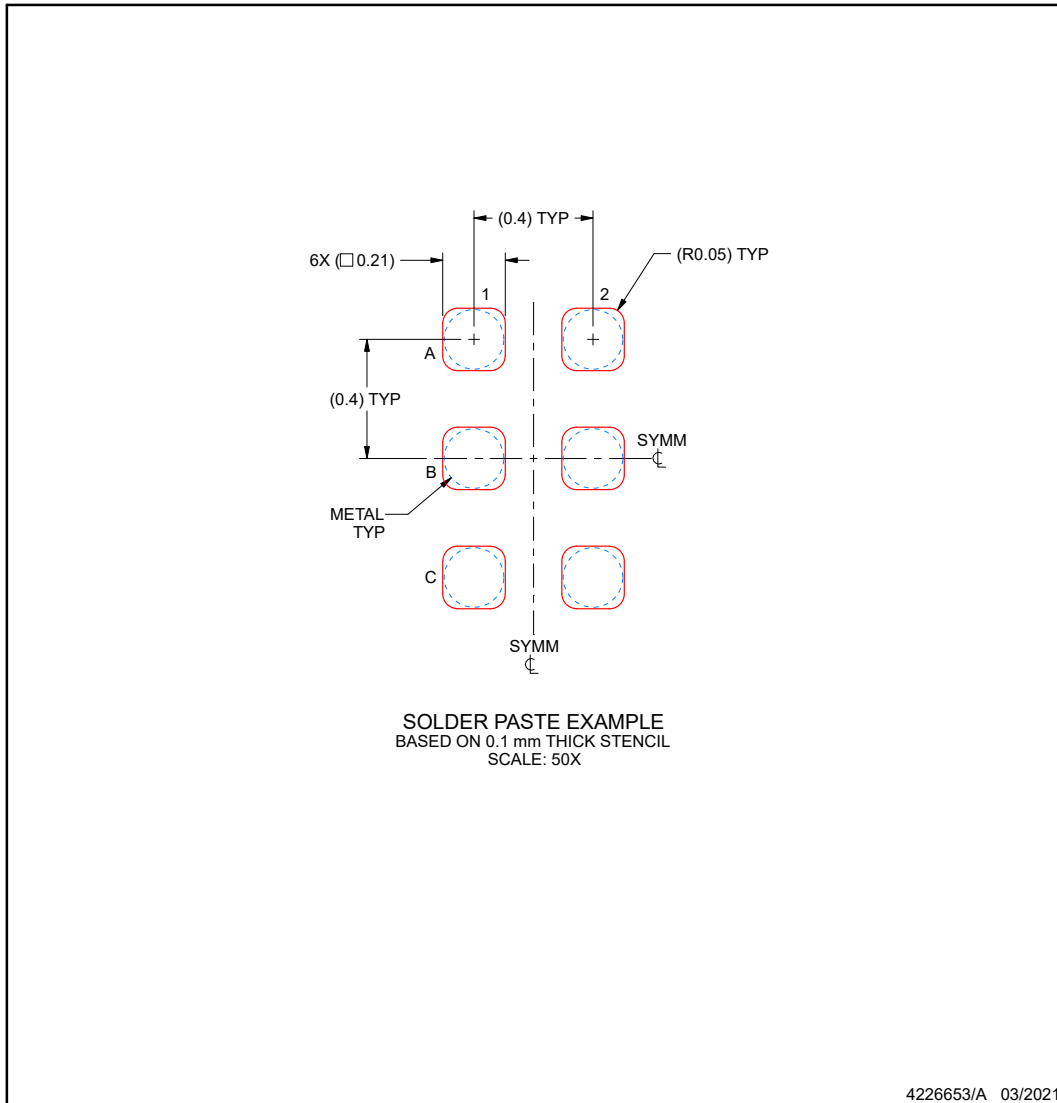 (0.4) TYP
6X (□ 0.21)
(R0.05) TYP
1
2
A
(0.4) TYP
SYMM
℄
B
METAL
TYP
C
SYMM
℄
SOLDER PASTE EXAMPLE
BASED ON 0.1 mm THICK STENCIL
SCALE: 50X
4226653/A 03/2021